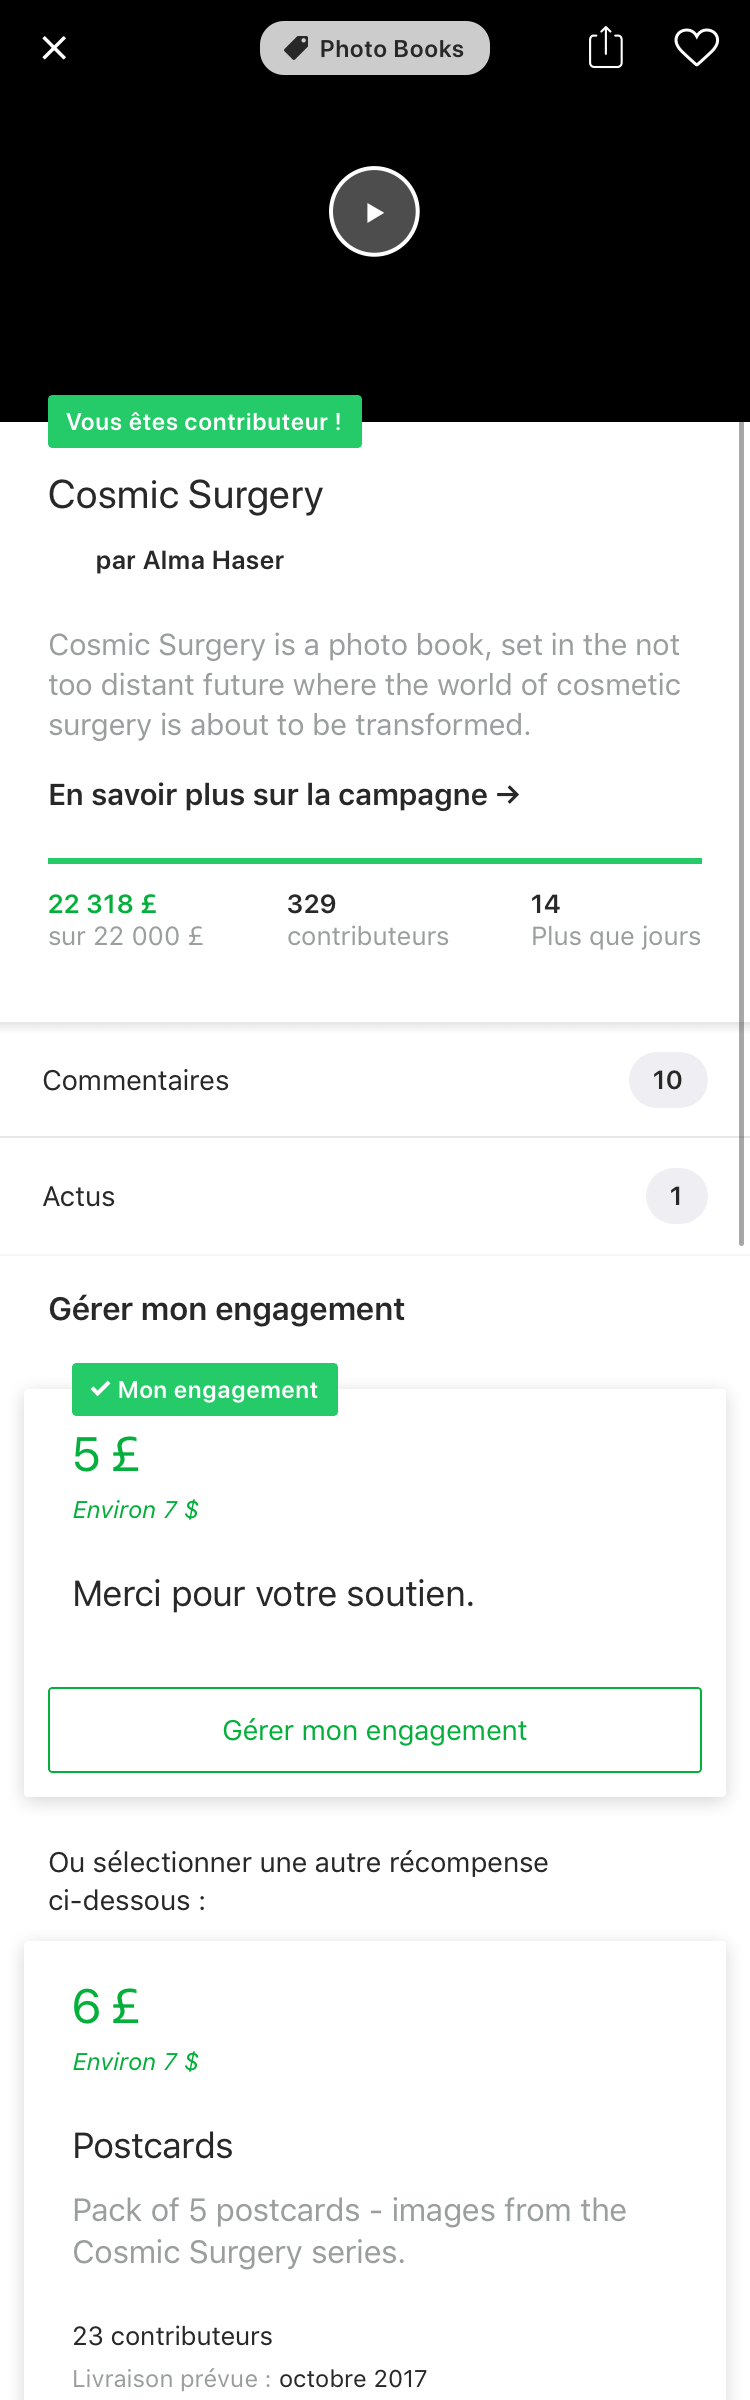 Photo Books
Vous êtes contributeur !
Cosmic Surgery
par Alma Haser
Cosmic Surgery is a photo book, set in the not
too distant future where the world of cosmetic
surgery is about to be transformed.
En savoir plus sur la campagne →
22 318 £
sur 22 000 £
329
contributeurs
14
Plus que jours
Commentaires
10
Actus
1
Gérer mon engagement
Mon engagement
5 £
Environ 7 $
Merci pour votre soutien.
Gérer mon engagement
Ou sélectionner une autre récompense
ci-dessous :
6 £
Environ 7 $
Postcards
Pack of 5 postcards - images from the
Cosmic Surgery series.
23 contributeurs
Livraison prévue : octobre 2017